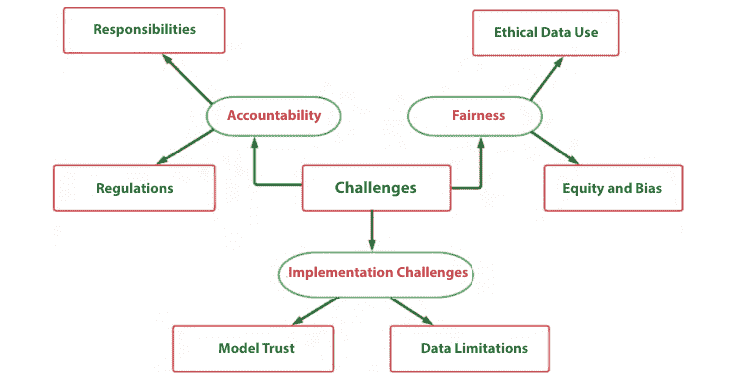 Responsibilities
Ethical Data Use
Accountability
Fairness
Regulations
Challenges
Equity and Bias
Implementation Challenges
Model Trust
Data Limitations